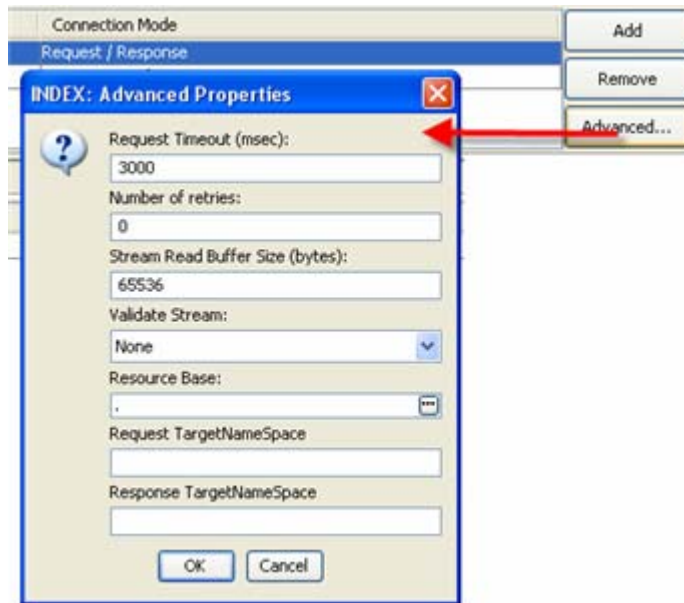 Connection Mode
Add
Request / Response
Remove
INDEX: Advanced Properties
Advanced...
Request Timeout (msec):
3000
Number of retries:
0
Stream Read Buffer Size (bytes):
65536
Validate Stream:
None
Resource Base:
.
Request TargetNameSpace
Response TargetNameSpace
OK Cancel